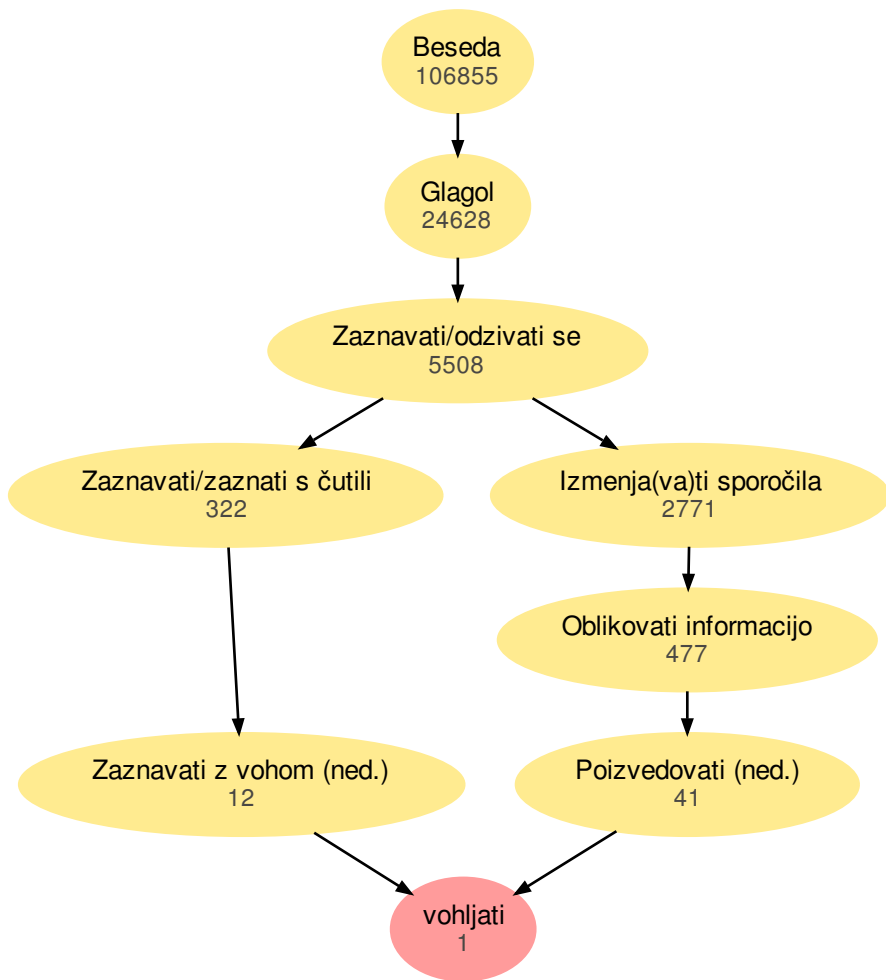 Beseda
106855
Glagol
24628
Zaznavati/odzivati se
5508
Zaznavati/zaznati s čutili
322
Izmenja(va)ti sporočila
2771
Oblikovati informacijo
477
Zaznavati z vohom (ned.)
12
Poizvedovati (ned.)
41
vohljati
1